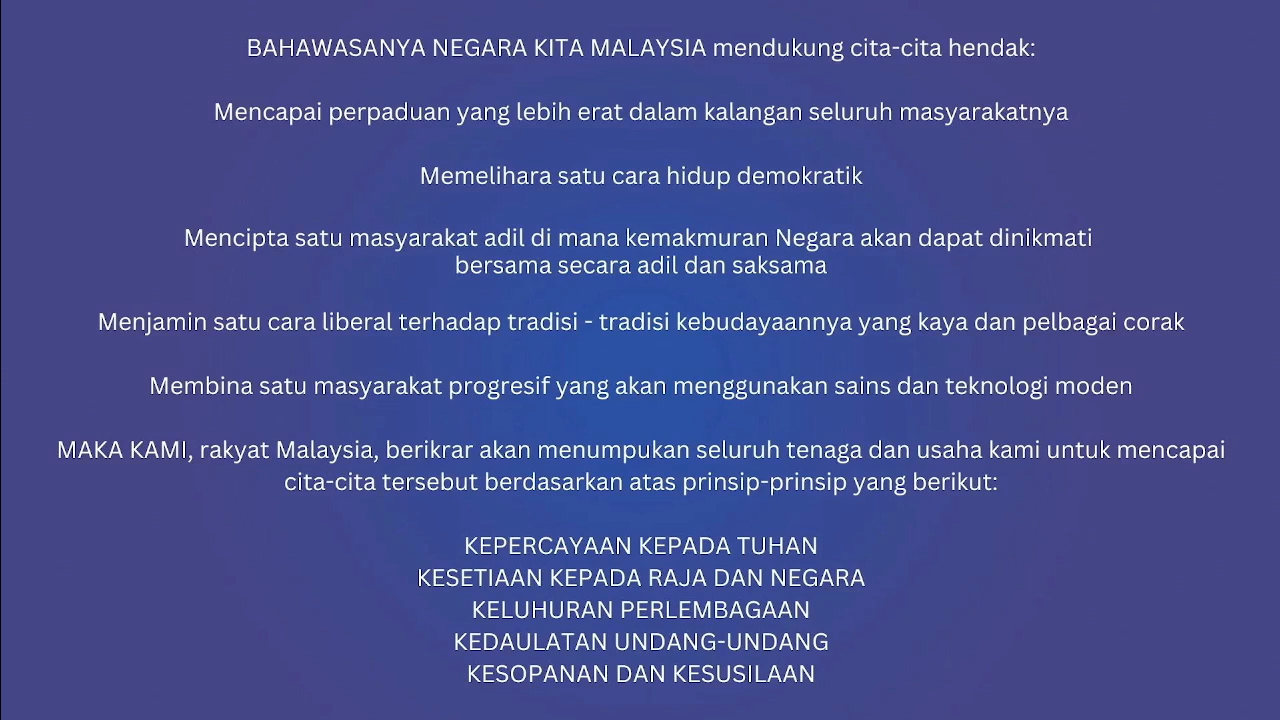 BAHAWASANYA NEGARA KITA MALAYSIA mendukung cita-cita hendak:
Mencapai perpaduan yang lebih erat dalam kalangan seluruh masyarakatnya
Memelihara satu cara hidup demokratik
Mencipta satu masyarakat adil di mana kemakmuran Negara akan dapat dinikmati
bersama secara adil dan saksama
Menjamin satu cara liberal terhadap tradisi - tradisi kebudayaannya yang kaya dan pelbagai corak
Membina satu masyarakat progresif yang akan menggunakan sains dan teknologi moden
MAKA KAMI, rakyat Malaysia, berikrar akan menumpukan seluruh tenaga dan usaha kami untuk mencapai
cita-cita tersebut berdasarkan atas prinsip-prinsip yang berikut:
KEPERCAYAAN KEPADA TUHAN
KESETIAAN KEPADA RAJA DAN NEGARA
KELUHURAN PERLEMBAGAAN
KEDAULATAN UNDANG-UNDANG
KESOPANAN DAN KESUSILAAN